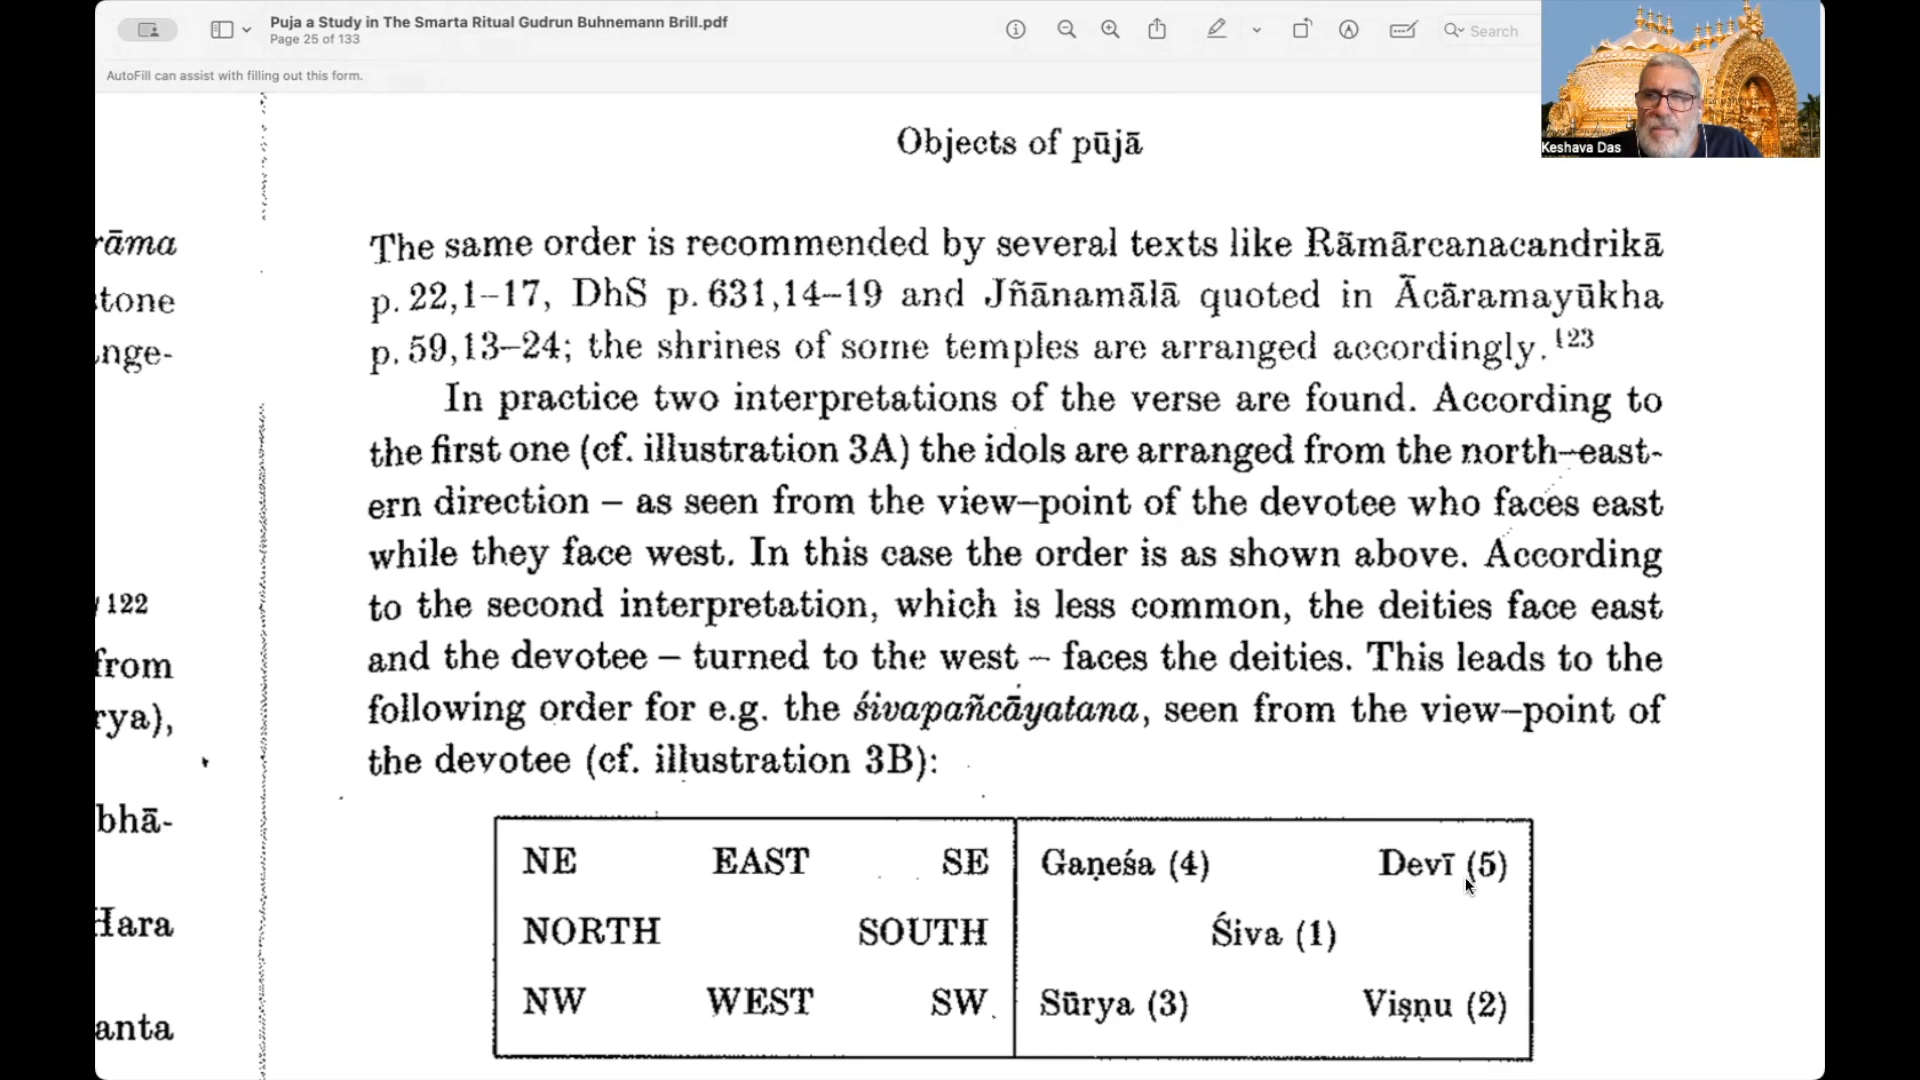 Puja a Study in The Smarta Ritual Gudrun Buhnemann Brill.pdf
Page 25 of 133
Search
AutoFill can assist with filling out this form.
Keshava Das
Objects of pūjā
rāma
stone
nge-
122
from
rya),
bhā-
Hara
anta
The same order is recommended by several texts like Rāmārcanacandrikā
p. 22,1–17, DhS p. 631,14–19 and Jñānamālā quoted in Ācāramayūkha
p. 59,13–24; the shrines of some temples are arranged accordingly.123
In practice two interpretations of the verse are found. According to
the first one (cf. illustration 3A) the idols are arranged from the north–east-
ern direction – as seen from the view–point of the devotee who faces east
while they face west. In this case the order is as shown above. According
to the second interpretation, which is less common, the deities face east
and the devotee – turned to the west – faces the deities. This leads to the
following order for e.g. the śivapañcāyatana, seen from the view–point of
the devotee (cf. illustration 3B):
NE EAST SE Gaṇeśa (4) Devī (5)
NORTH SOUTH Śiva (1)
NW WEST SW Sūrya (3) Viṣṇu (2)